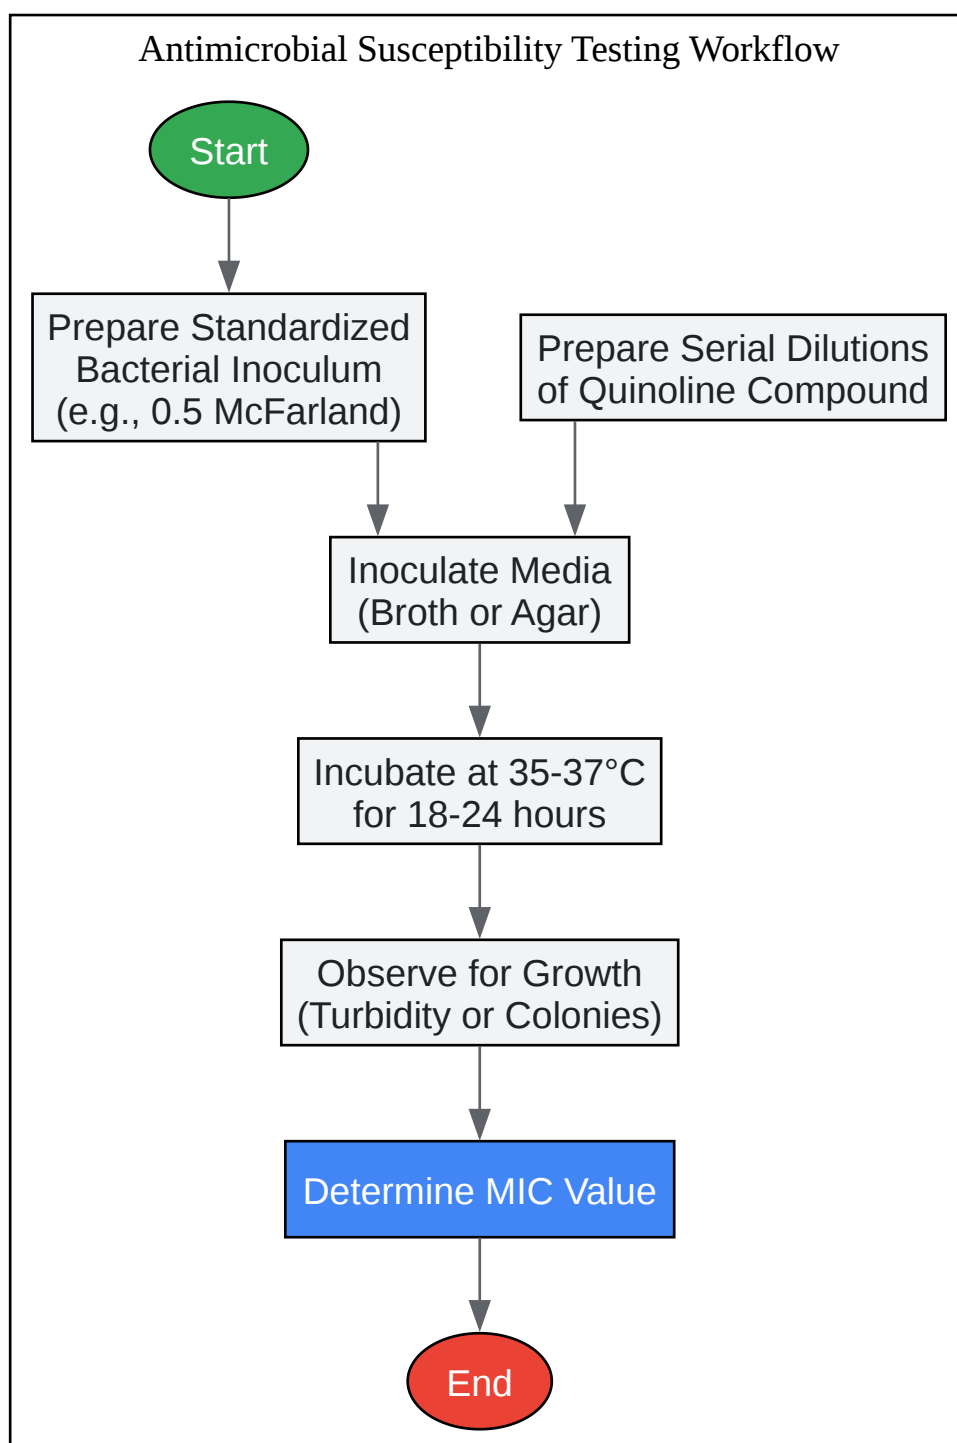 Antimicrobial Susceptibility Testing Workflow
Start
Prepare Standardized
Bacterial Inoculum
(e.g., 0.5 McFarland)
Prepare Serial Dilutions
of Quinoline Compound
Inoculate Media
(Broth or Agar)
Incubate at 35-37°C
for 18-24 hours
Observe for Growth
(Turbidity or Colonies)
Determine MIC Value
End